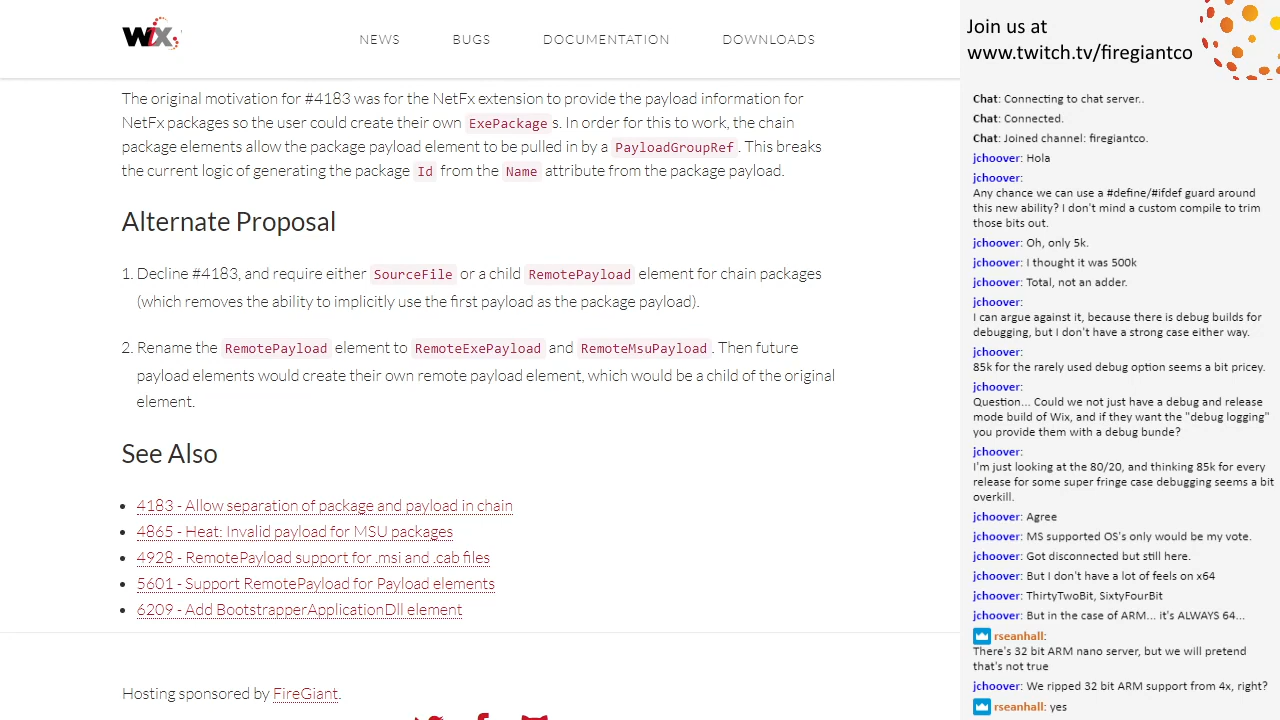 WiX
NEWS
BUGS
DOCUMENTATION
DOWNLOADS
The original motivation for #4183 was for the NetFx extension to provide the payload information for
NetFx packages so the user could create their own ExePackage s. In order for this to work, the chain
package elements allow the package payload element to be pulled in by a PayloadGroupRef. This breaks
the current logic of generating the package Id from the Name attribute from the package payload.
Alternate Proposal
1. Decline #4183, and require either SourceFile or a child RemotePayload element for chain packages
(which removes the ability to implicitly use the first payload as the package payload).
2. Rename the RemotePayload element to RemoteExePayload and RemoteMsuPayload. Then future
payload elements would create their own remote payload element, which would be a child of the original
element.
See Also
4183 - Allow separation of package and payload in chain
4865 - Heat: Invalid payload for MSU packages
4928 - RemotePayload support for .msi and .cab files
5601 - Support RemotePayload for Payload elements
6209 - Add BootstrapperApplicationDll element
Hosting sponsored by FireGiant.
Join us at
www.twitch.tv/firegiantco
Chat: Connecting to chat server..
Chat: Connected.
Chat: Joined channel: firegiantco.
jchoover: Hola
jchoover:
Any chance we can use a #define/#ifdef guard around
this new ability? I don't mind a custom compile to trim
those bits out.
jchoover: Oh, only 5k.
jchoover: I thought it was 500k
jchoover: Total, not an adder.
jchoover:
I can argue against it, because there is debug builds for
debugging, but I don't have a strong case either way.
jchoover:
85k for the rarely used debug option seems a bit pricey.
jchoover:
Question... Could we not just have a debug and release
mode build of Wix, and if they want the "debug logging"
you provide them with a debug bunde?
jchoover:
I'm just looking at the 80/20, and thinking 85k for every
release for some super fringe case debugging seems a bit
overkill.
jchoover: Agree
jchoover: MS supported OS's only would be my vote.
jchoover: Got disconnected but still here.
jchoover: But I don't have a lot of feels on x64
jchoover: ThirtyTwoBit, SixtyFourBit
jchoover: But in the case of ARM... it's ALWAYS 64...
rseanhall:
There's 32 bit ARM nano server, but we will pretend
that's not true
jchoover: We ripped 32 bit ARM support from 4x, right?
rseanhall: yes